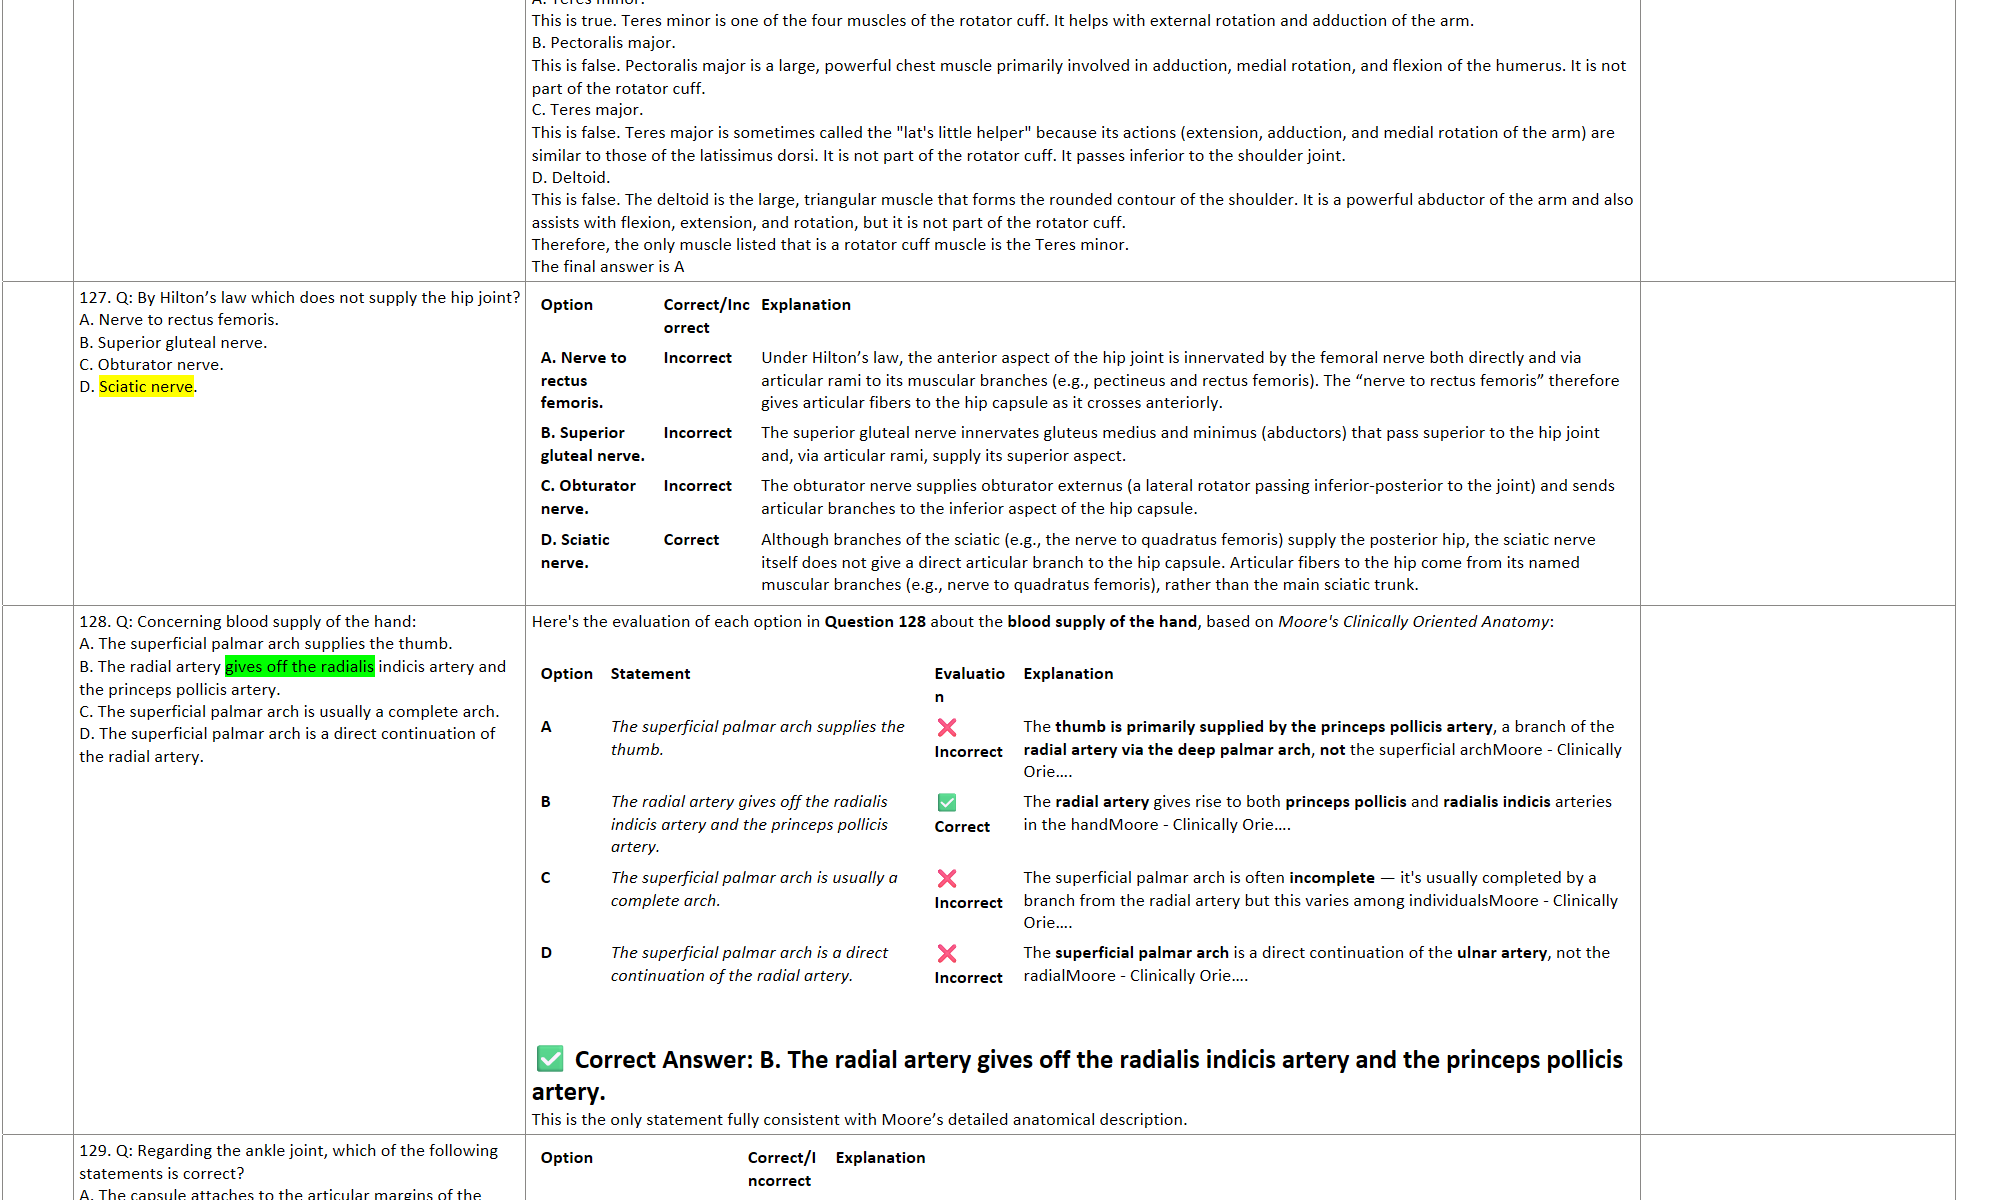 A. Teres minor.
This is true. Teres minor is one of the four muscles of the rotator cuff. It helps with external rotation and adduction of the arm.
B. Pectoralis major.
This is false. Pectoralis major is a large, powerful chest muscle primarily involved in adduction, medial rotation, and flexion of the humerus. It is not
part of the rotator cuff.
C. Teres major.
This is false. Teres major is sometimes called the "lat's little helper" because its actions (extension, adduction, and medial rotation of the arm) are
similar to those of the latissimus dorsi. It is not part of the rotator cuff. It passes inferior to the shoulder joint.
D. Deltoid.
This is false. The deltoid is the large, triangular muscle that forms the rounded contour of the shoulder. It is a powerful abductor of the arm and also
assists with flexion, extension, and rotation, but it is not part of the rotator cuff.
Therefore, the only muscle listed that is a rotator cuff muscle is the Teres minor.
The final answer is A
127. Q: By Hilton’s law which does not supply the hip joint?
A. Nerve to rectus femoris.
B. Superior gluteal nerve.
C. Obturator nerve.
D. Sciatic nerve.
Option
Correct/Inc
orrect
Explanation
A. Nerve to
rectus
femoris.
Incorrect
Under Hilton’s law, the anterior aspect of the hip joint is innervated by the femoral nerve both directly and via
articular rami to its muscular branches (e.g., pectineus and rectus femoris). The “nerve to rectus femoris” therefore
gives articular fibers to the hip capsule as it crosses anteriorly.
B. Superior
gluteal nerve.
Incorrect
The superior gluteal nerve innervates gluteus medius and minimus (abductors) that pass superior to the hip joint
and, via articular rami, supply its superior aspect.
C. Obturator
nerve.
Incorrect
The obturator nerve supplies obturator externus (a lateral rotator passing inferior-posterior to the joint) and sends
articular branches to the inferior aspect of the hip capsule.
D. Sciatic
nerve.
Correct
Although branches of the sciatic (e.g., the nerve to quadratus femoris) supply the posterior hip, the sciatic nerve
itself does not give a direct articular branch to the hip capsule. Articular fibers to the hip come from its named
muscular branches (e.g., nerve to quadratus femoris), rather than the main sciatic trunk.
128. Q: Concerning blood supply of the hand:
A. The superficial palmar arch supplies the thumb.
B. The radial artery gives off the radialis indicis artery and
the princeps pollicis artery.
C. The superficial palmar arch is usually a complete arch.
D. The superficial palmar arch is a direct continuation of
the radial artery.
Here's the evaluation of each option in Question 128 about the blood supply of the hand, based on Moore's Clinically Oriented Anatomy:
Option
Statement
Evaluatio
n
Explanation
A
The superficial palmar arch supplies the
thumb.
❌
Incorrect
The thumb is primarily supplied by the princeps pollicis artery, a branch of the
radial artery via the deep palmar arch, not the superficial archMoore - Clinically
Orie….
B
The radial artery gives off the radialis
indicis artery and the princeps pollicis
artery.
✅
Correct
The radial artery gives rise to both princeps pollicis and radialis indicis arteries
in the handMoore - Clinically Orie….
C
The superficial palmar arch is usually a
complete arch.
❌
Incorrect
The superficial palmar arch is often incomplete — it's usually completed by a
branch from the radial artery but this varies among individualsMoore - Clinically
Orie….
D
The superficial palmar arch is a direct
continuation of the radial artery.
❌
Incorrect
The superficial palmar arch is a direct continuation of the ulnar artery, not the
radialMoore - Clinically Orie….
✅ Correct Answer: B. The radial artery gives off the radialis indicis artery and the princeps pollicis
artery.
This is the only statement fully consistent with Moore’s detailed anatomical description.
129. Q: Regarding the ankle joint, which of the following
statements is correct?
A. The capsule attaches to the articular margins of the
Option
Correct/I
ncorrect
Explanation